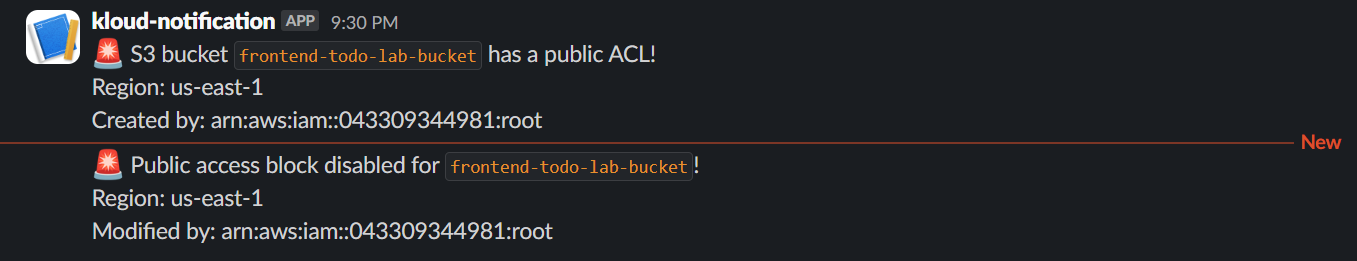 kloud-notification APP 9:30 PM
🚨 S3 bucket frontend-todo-lab-bucket has a public ACL!
Region: us-east-1
Created by: arn:aws:iam::043309344981:root
New
🚨 Public access block disabled for frontend-todo-lab-bucket!
Region: us-east-1
Modified by: arn:aws:iam::043309344981:root